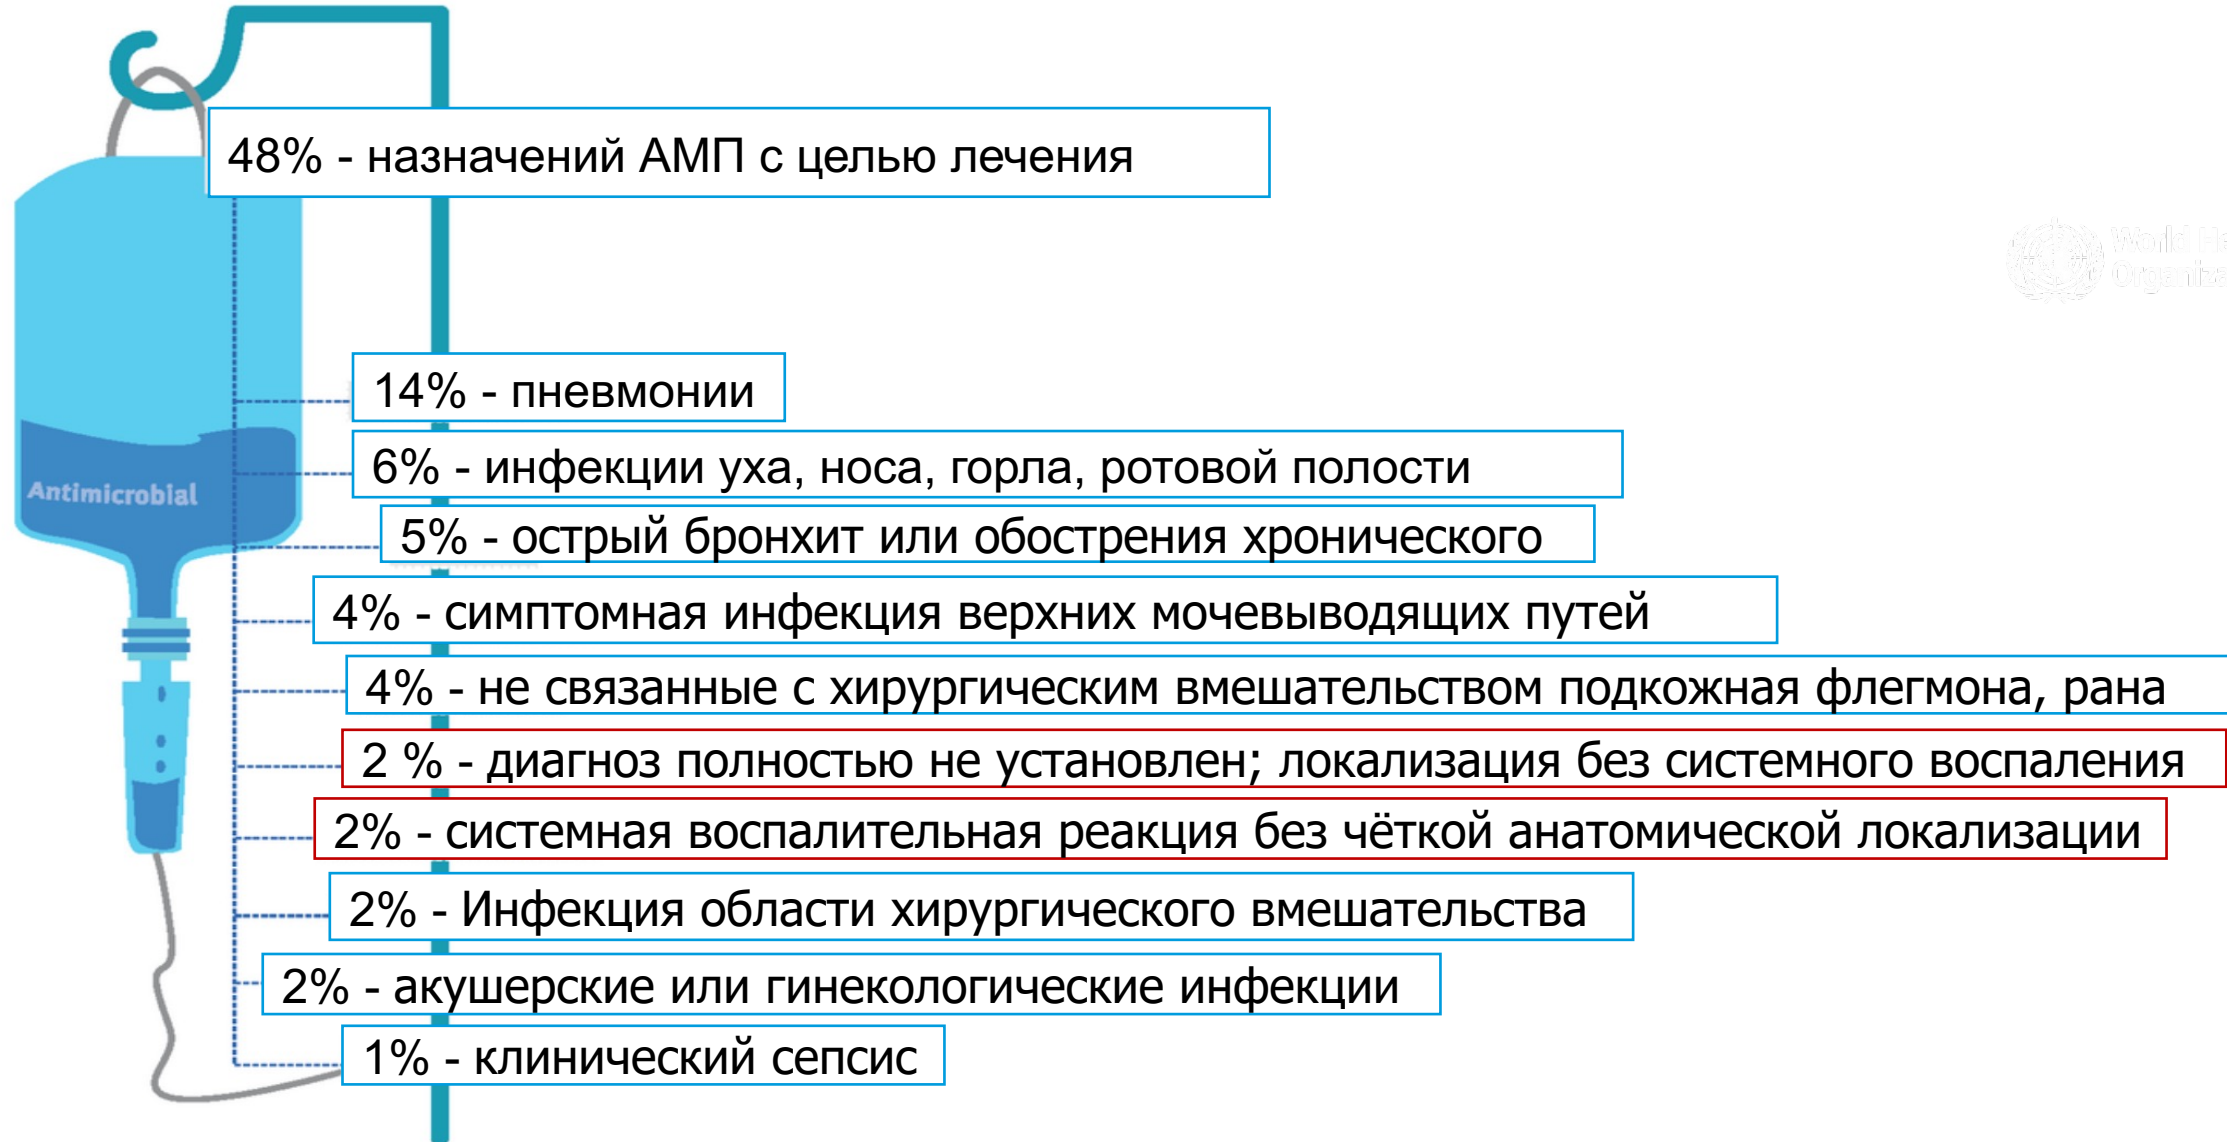 48% - назначений АМП с целью лечения
World
14% - пневмонии
6% - инфекции уха, носа, горла, ротовой полости
Antimicrobial
5% - острый бронхит или обострения хронического
4% - симптомная инфекция верхних мочевыводящих путей
4% - не связанные с хирургическим вмешательством подкожная флегмона, рана
2 % - диагноз полностью не установлен; локализация без системного воспаления
2% - системная воспалительная реакция без чёткой анатомической локализации
2% - Инфекция области хирургического вмешательства
2% - акушерские или гинекологические инфекции
1% - клинический сепсис